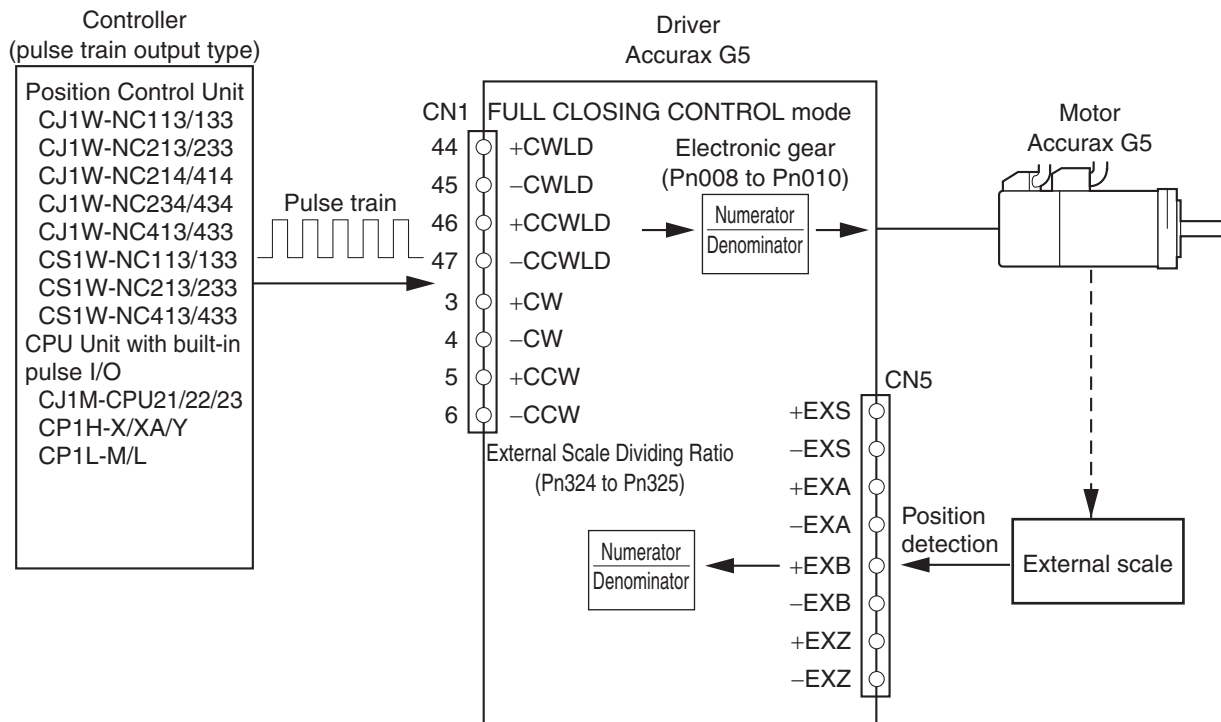 Controller
(pulse train output type)
Position Control Unit
CJ1W-NC113/133
CJ1W-NC213/233
CJ1W-NC214/414
CJ1W-NC234/434
CJ1W-NC413/433
CS1W-NC113/133
CS1W-NC213/233
CS1W-NC413/433
CPU Unit with built-in
pulse I/O
CJ1M-CPU21/22/23
CP1H-X/XA/Y
CP1L-M/L
Pulse train
Driver
Accurax G5
CN1 FULL CLOSING CONTROL mode
44 +CWLD
45 −CWLD
46 +CCWLD
47 −CCWLD
3 +CW
4 −CW
5 +CCW
6 −CCW
Electronic gear
(Pn008 to Pn010)
Numerator
Denominator
External Scale Dividing Ratio
(Pn324 to Pn325)
Numerator
Denominator
CN5
+EXS
−EXS
+EXA
−EXA
+EXB
−EXB
+EXZ
−EXZ
Motor
Accurax G5
Position
detection
External scale